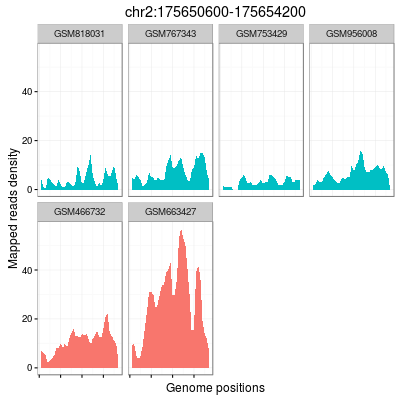 chr2:175650600-175654200
GSM818031 GSM767343 GSM753429 GSM956008
40
20
0
GSM466732 GSM663427
40
20
0
Mapped reads density
Genome positions